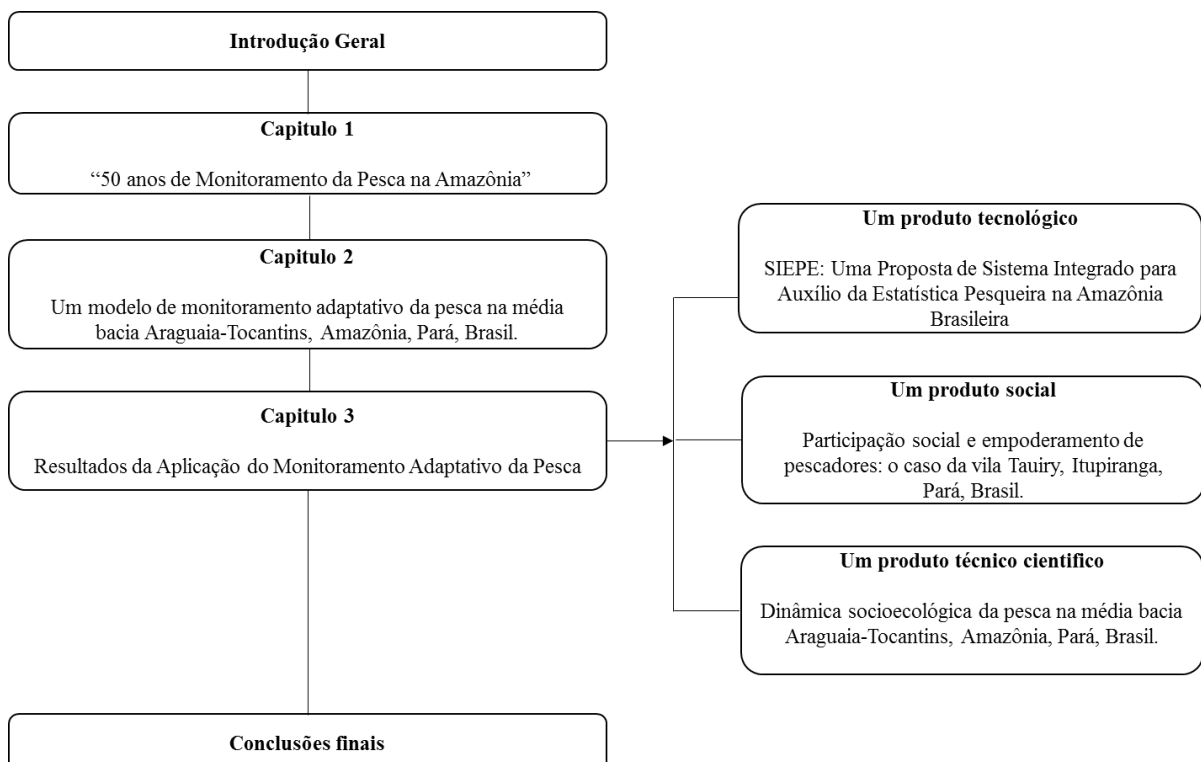 Introdução Geral
Capitulo 1
“50 anos de Monitoramento da Pesca na Amazônia”
Capitulo 2
Um modelo de monitoramento adaptativo da pesca na média
bacia Araguaia-Tocantins, Amazônia, Pará, Brasil.
Capitulo 3
Resultados da Aplicação do Monitoramento Adaptativo da Pesca
Um produto tecnológico
SIEPE: Uma Proposta de Sistema Integrado para
Auxílio da Estatística Pesqueira na Amazônia
Brasileira
Um produto social
Participação social e empoderamento de
pescadores: o caso da vila Tauiry, Itupiranga,
Pará, Brasil.
Um produto técnico cientifico
Dinâmica socioecológica da pesca na média bacia
Araguaia-Tocantins, Amazônia, Pará, Brasil.
Conclusões finais